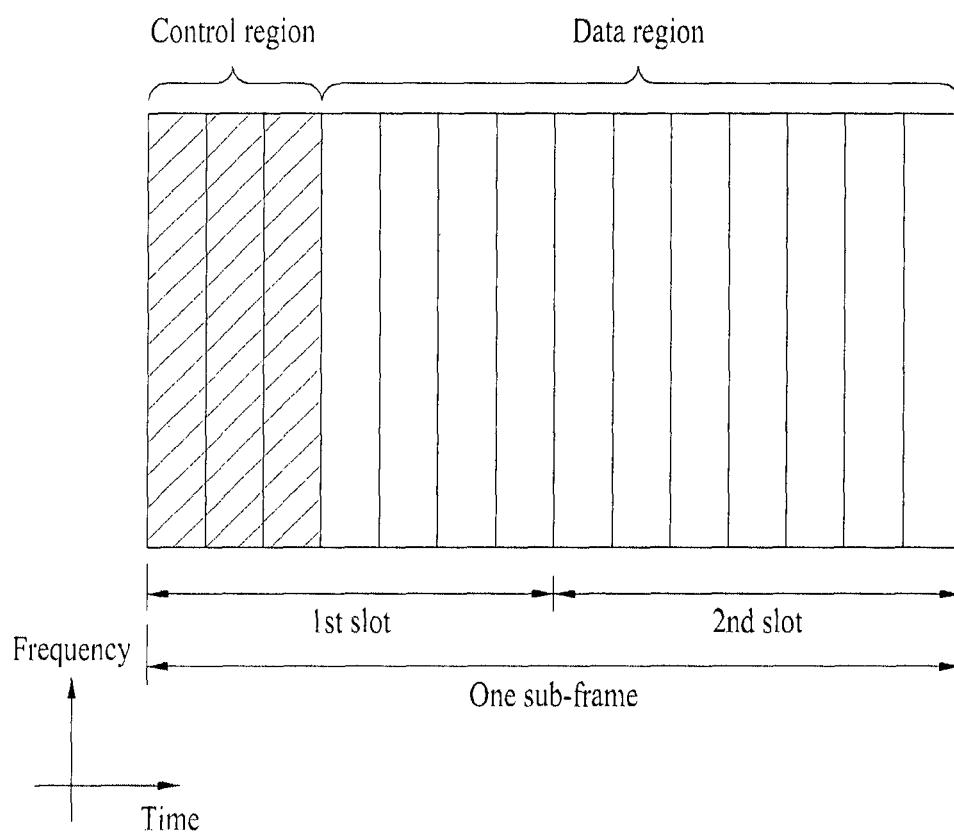 Control region
Data region
1st slot
2nd slot
Frequency
One sub-frame
Time